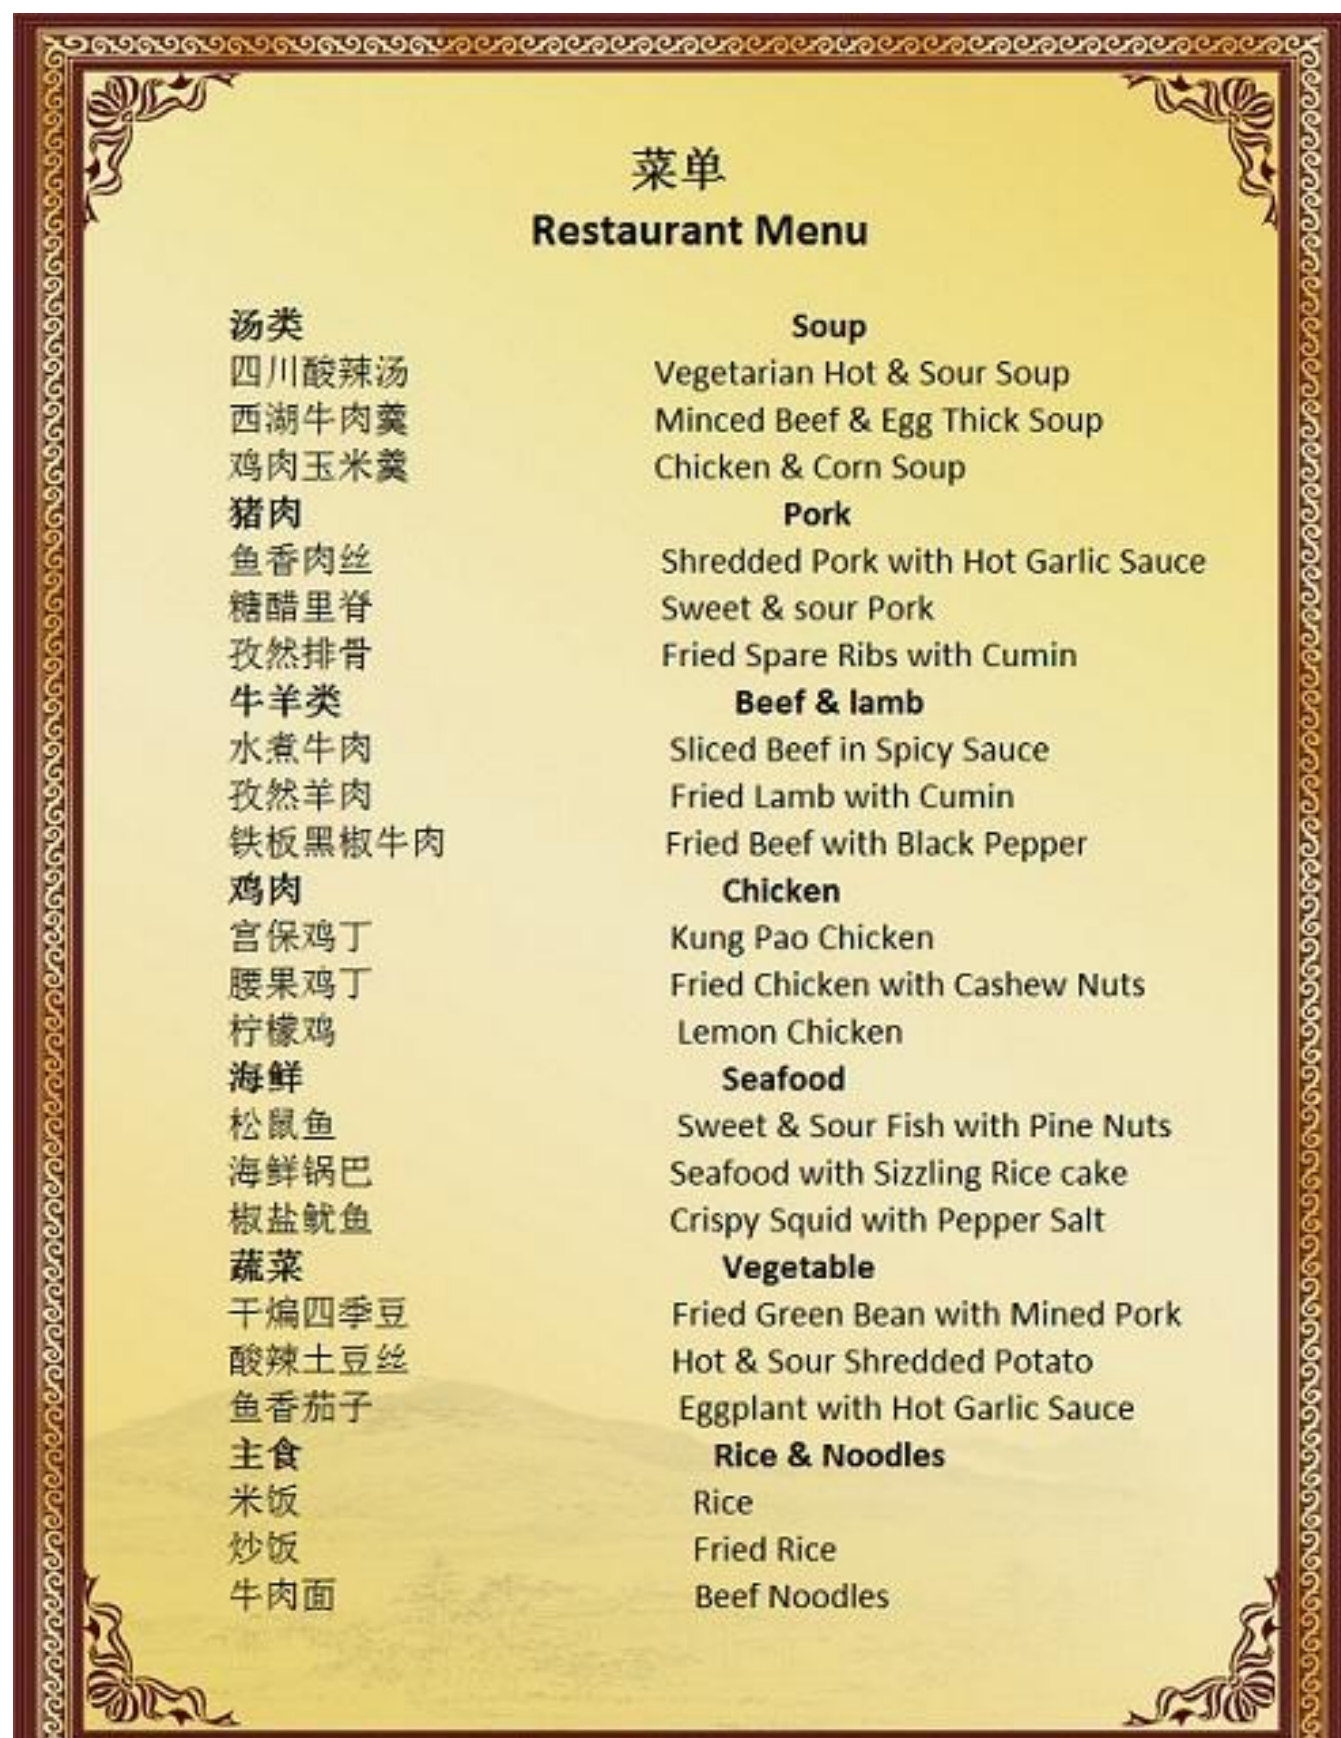 菜单
Restaurant Menu
汤类 Soup
四川酸辣汤 Vegetarian Hot & Sour Soup
西湖牛肉羹 Minced Beef & Egg Thick Soup
鸡肉玉米羹 Chicken & Corn Soup
猪肉 Pork
鱼香肉丝 Shredded Pork with Hot Garlic Sauce
糖醋里脊 Sweet & sour Pork
孜然排骨 Fried Spare Ribs with Cumin
牛羊类 Beef & lamb
水煮牛肉 Sliced Beef in Spicy Sauce
孜然羊肉 Fried Lamb with Cumin
铁板黑椒牛肉 Fried Beef with Black Pepper
鸡肉 Chicken
宫保鸡丁 Kung Pao Chicken
腰果鸡丁 Fried Chicken with Cashew Nuts
柠檬鸡 Lemon Chicken
海鲜 Seafood
松鼠鱼 Sweet & Sour Fish with Pine Nuts
海鲜锅巴 Seafood with Sizzling Rice cake
椒盐鱿鱼 Crispy Squid with Pepper Salt
蔬菜 Vegetable
干煸四季豆 Fried Green Bean with Mined Pork
酸辣土豆丝 Hot & Sour Shredded Potato
鱼香茄子 Eggplant with Hot Garlic Sauce
主食 Rice & Noodles
米饭 Rice
炒饭 Fried Rice
牛肉面 Beef Noodles